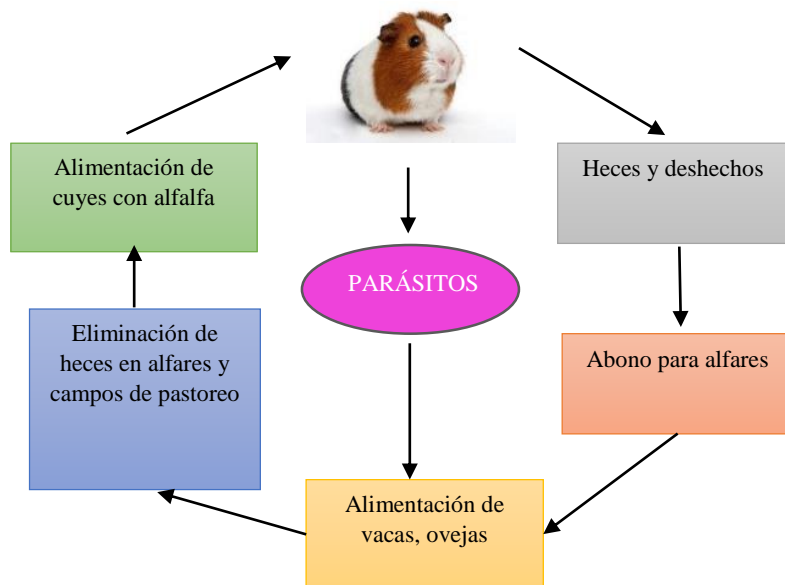 Alimentación de
cuyes con alfalfa
Heces y deshechos
PARÁSITOS
Eliminación de
heces en alfares y
campos de pastoreo
Abono para alfares
Alimentación de
vacas, ovejas